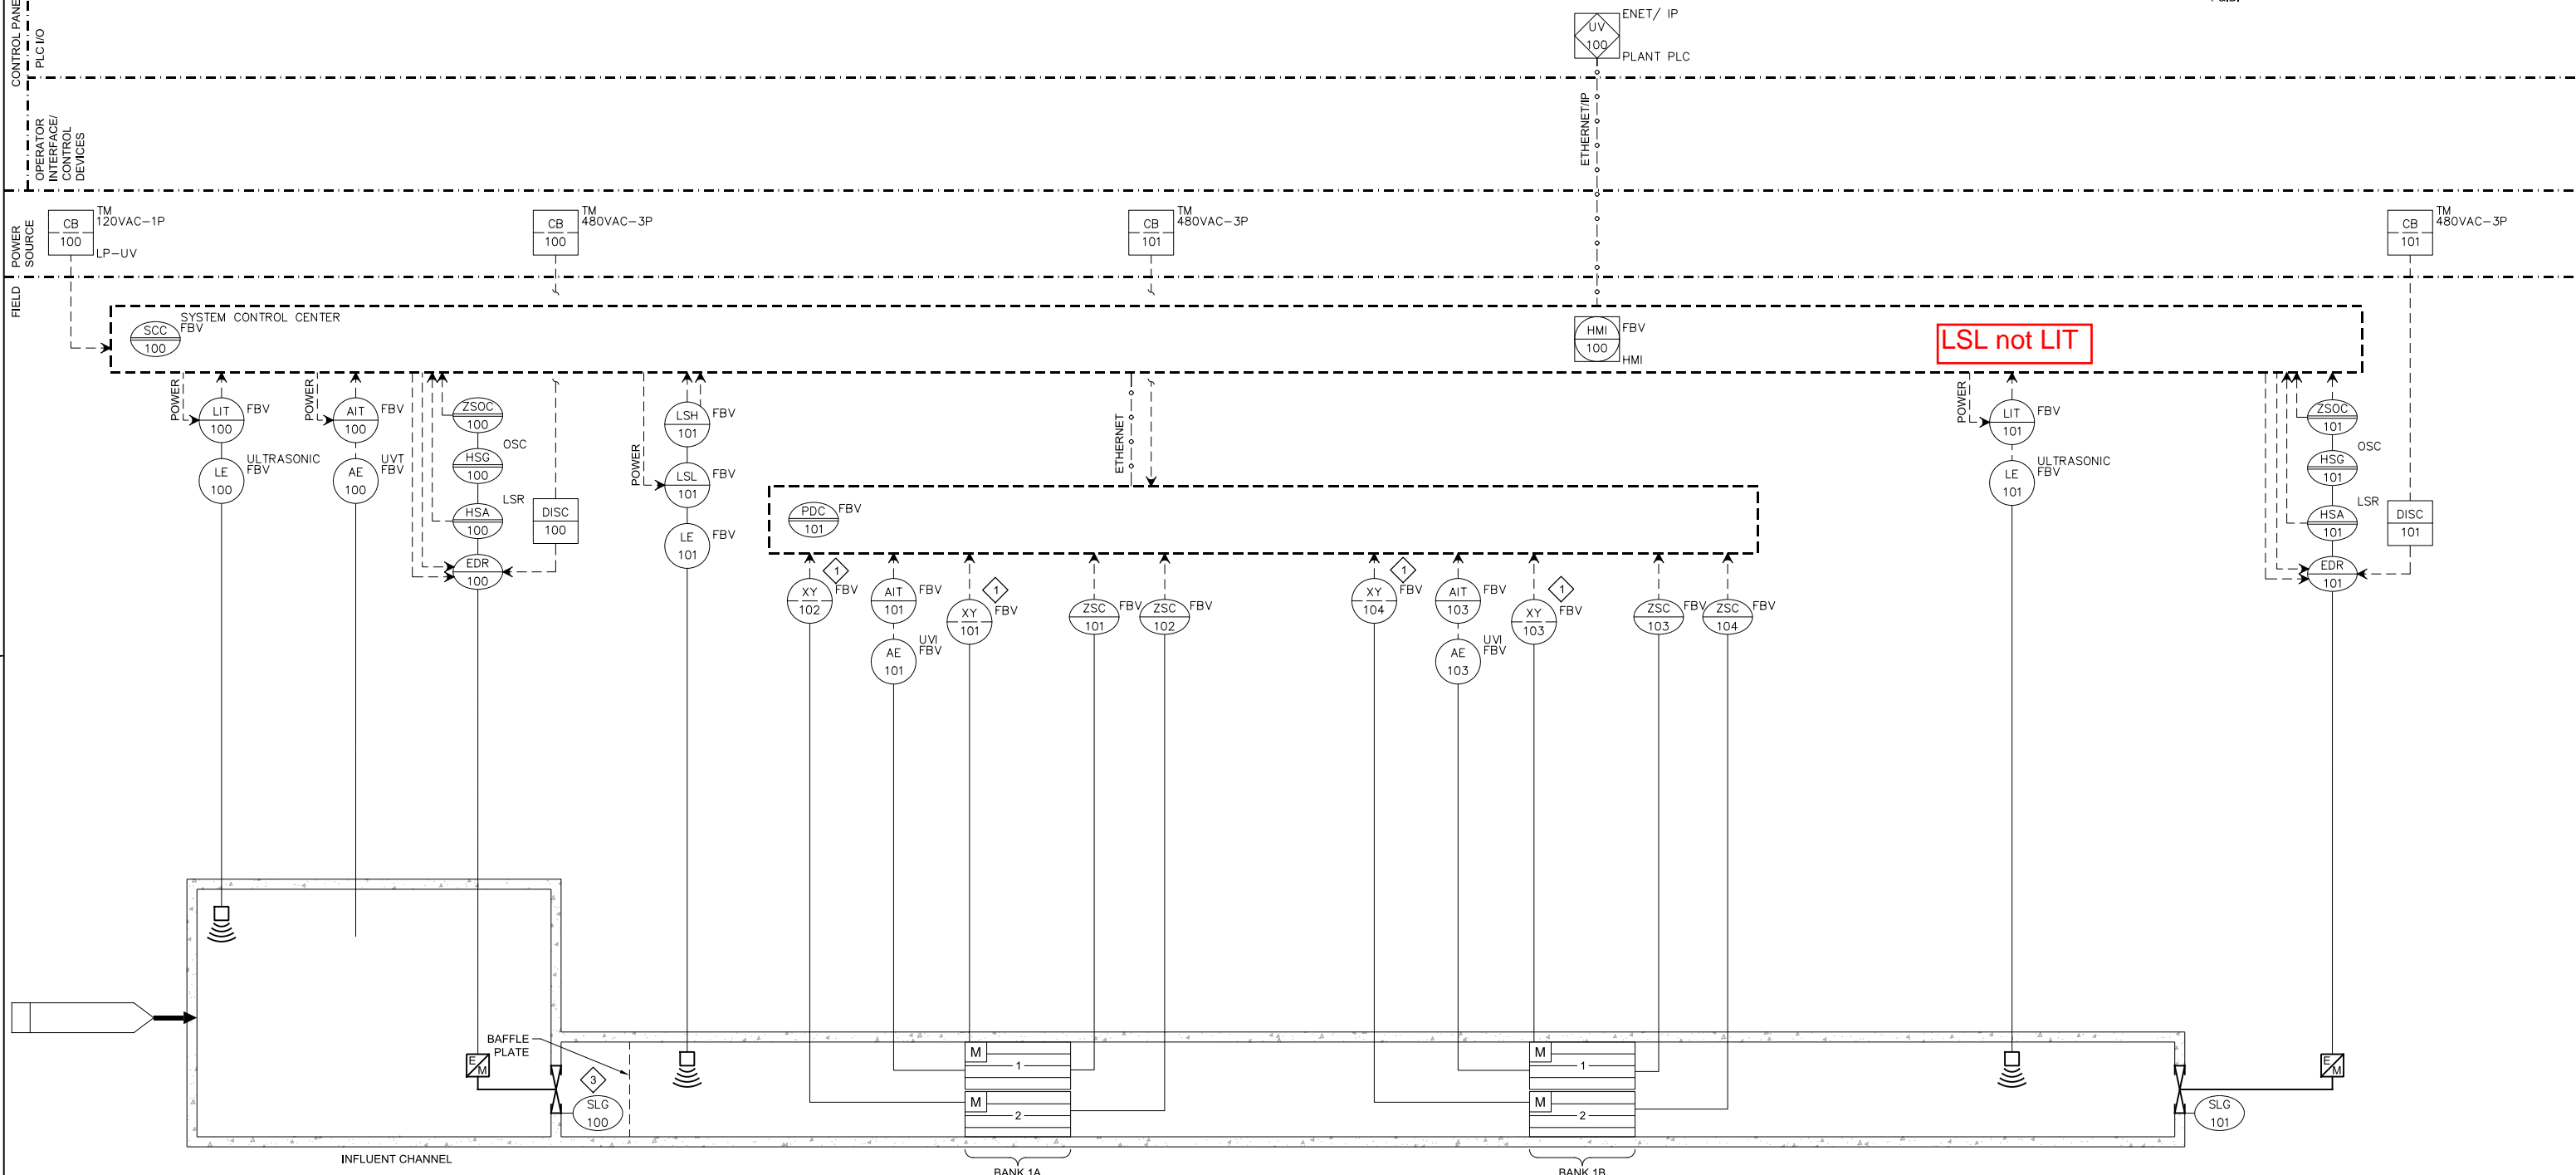 CONTROL PANE
PLC I/O
UV
100
ENET/ IP
PLANT PLC
OPERATOR
INTERFACE/
CONTROL
DEVICES
ETHERNET/IP
POWER
SOURCE
CB
100
TM
120VAC-1P
LP-UV
CB
100
TM
480VAC-3P
CB
101
TM
480VAC-3P
CB
101
TM
480VAC-3P
FIELD
SCC
100
SYSTEM CONTROL CENTER
FBV
HMI
100
FBV
HMI
LSL not LIT
POWER
LIT
100
FBV
LE
100
ULTRASONIC
FBV
POWER
AIT
100
FBV
AE
100
UVT
FBV
ZSOC
100
OSC
HSG
100
HSA
100
LSR
EDR
100
DISC
100
POWER
LSH
101
FBV
LSL
101
FBV
LE
101
FBV
ETHERNET
PDC
101
FBV
XY
102
1
FBV
AIT
101
FBV
AE
101
UVI
FBV
XY
101
1
FBV
ZSC
101
FBV
ZSC
102
FBV
XY
104
1
FBV
AIT
103
FBV
AE
103
UVI
FBV
XY
103
1
FBV
ZSC
103
FBV
ZSC
104
FBV
POWER
LIT
101
FBV
LE
101
ULTRASONIC
FBV
ZSOC
101
OSC
HSG
101
HSA
101
LSR
EDR
101
DISC
101
BAFFLE
PLATE
E
M
3
SLG
100
M
1
M
2
M
1
M
2
E
M
SLG
101
INFLUENT CHANNEL
BANK 1A
BANK 1B